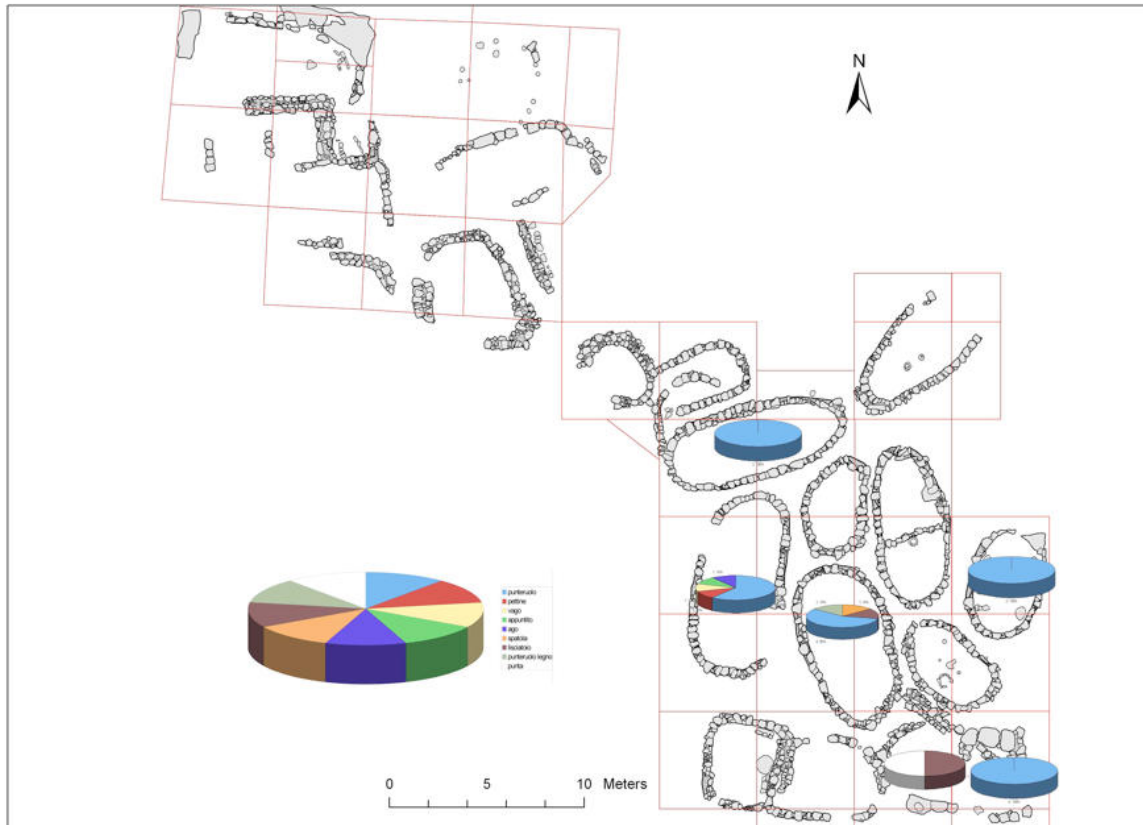 N
punteruolo
pettine
vago
appuntito
ago
spatola
lisciatoio
punteruolo legno
punta
0 5 10 Meters